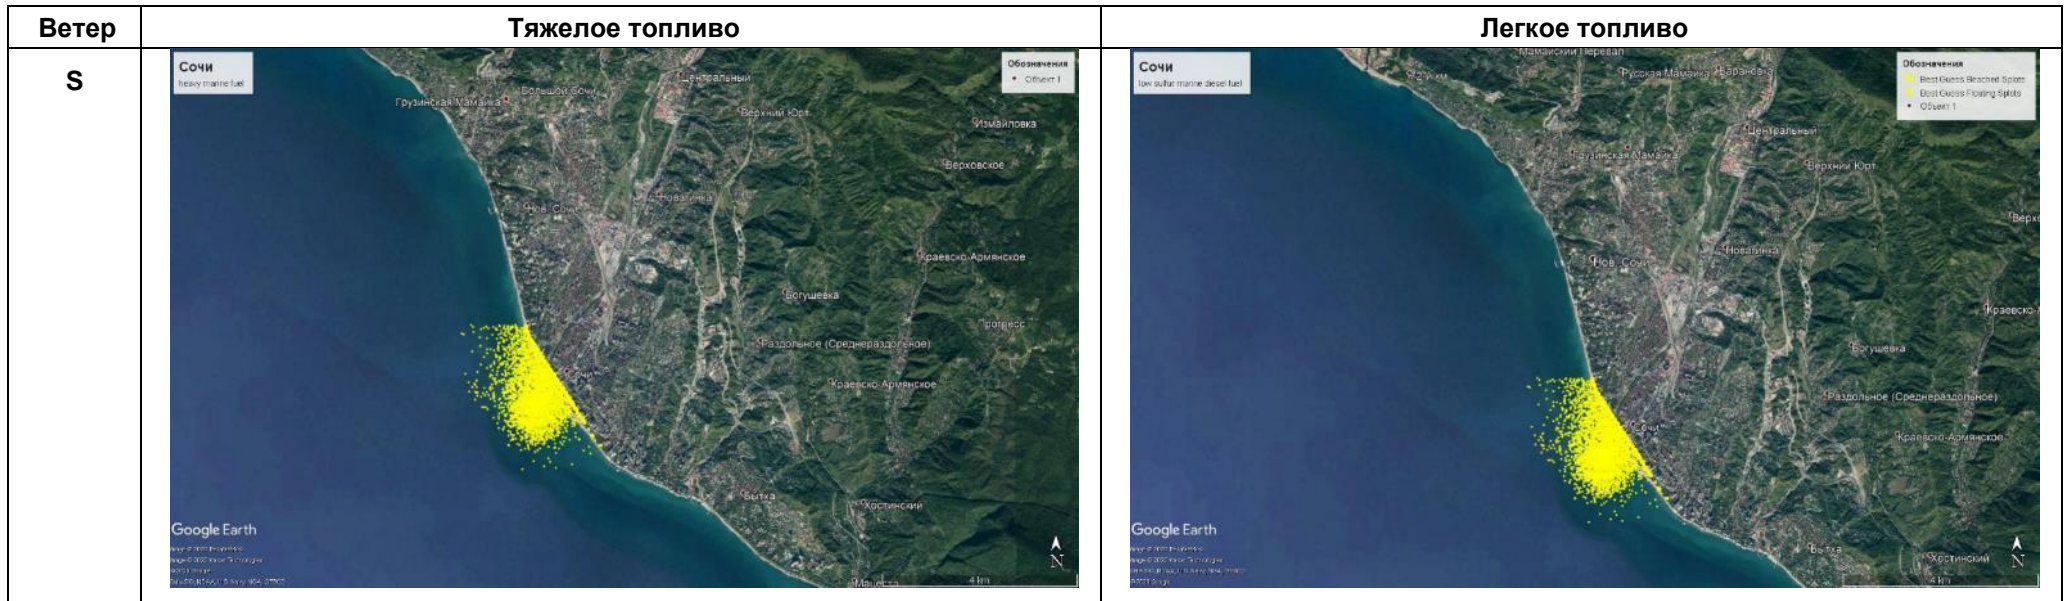 Ветер Тяжелое топливо Легкое топливо
S
Сочи
heavy marine fuel
Обозначения
Объект 1
Центральный
Большой Сочи
Грузинская Мамайка
Верхний Юрт
Измайловка
Верховское
Нов. Сочи
Новагинка
Краевско-Армянское
Богушевка
Прогресс
Раздольное (Среднераздольное)
Сочи
Краевско-Армянское
Бытха
Хостинский
Мацеста
Google Earth
N
4 km
Сочи
low sulfur marine diesel fuel
Обозначения
Best Guess Beached Splots
Best Guess Floating Splots
Объект 1
Мамайский Перевал
Русская Мамайка
Барановка
Центральный
Грузинская Мамайка
Верхний Юрт
Нов. Сочи
Новагинка
Богушевка
Раздольное (Среднераздольное)
Сочи
Краевско-Армянское
Бытха
Хостинский
Google Earth
N
4 km